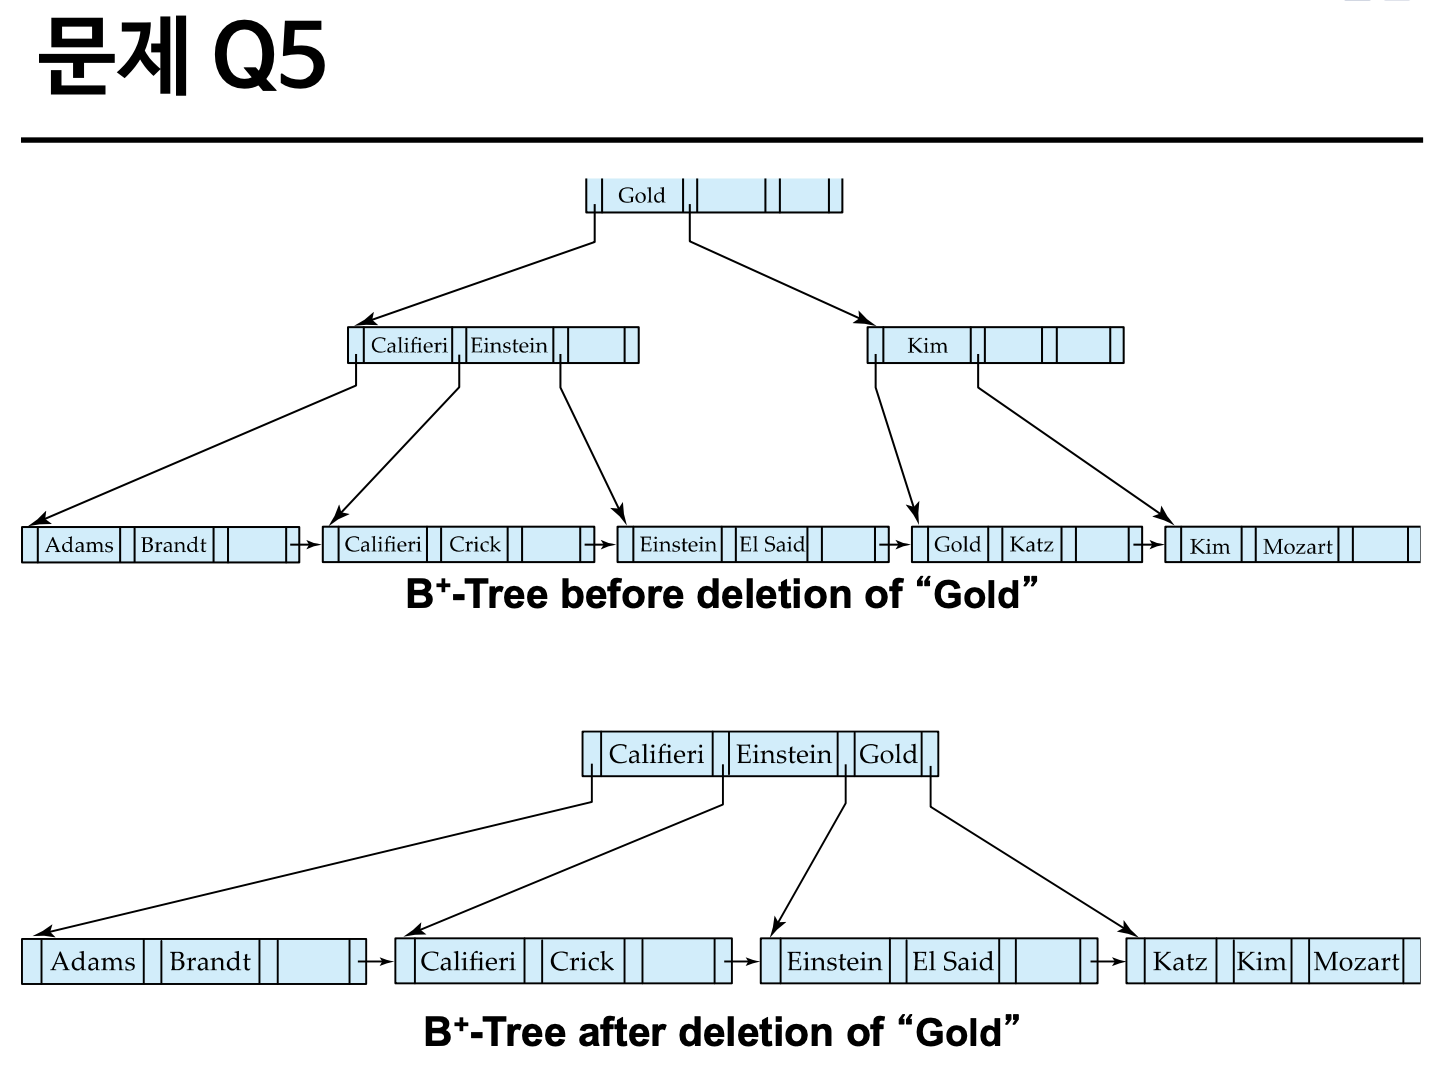 문제 Q5
Gold
Califieri Einstein Kim
Adams Brandt Califieri Crick Einstein El Said Gold Katz Kim Mozart
B+-Tree before deletion of “Gold”
Califieri Einstein Gold
Adams Brandt Califieri Crick Einstein El Said Katz Kim Mozart
B+-Tree after deletion of “Gold”